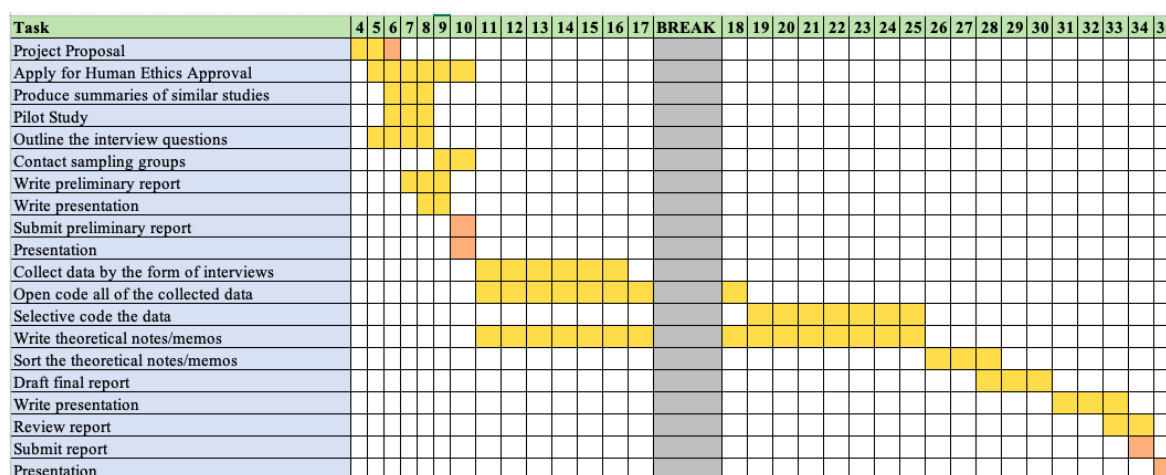 Task 4 5 6 7 8 9 10 11 12 13 14 15 16 17 BREAK 18 19 20 21 22 23 24 25 26 27 28 29 30 31 32 33 34
Project Proposal
Apply for Human Ethics Approval
Produce summaries of similar studies
Pilot Study
Outline the interview questions
Contact sampling groups
Write preliminary report
Write presentation
Submit preliminary report
Presentation
Collect data by the form of interviews
Open code all of the collected data
Selective code the data
Write theoretical notes/memos
Sort the theoretical notes/memos
Draft final report
Write presentation
Review report
Submit report
Presentation